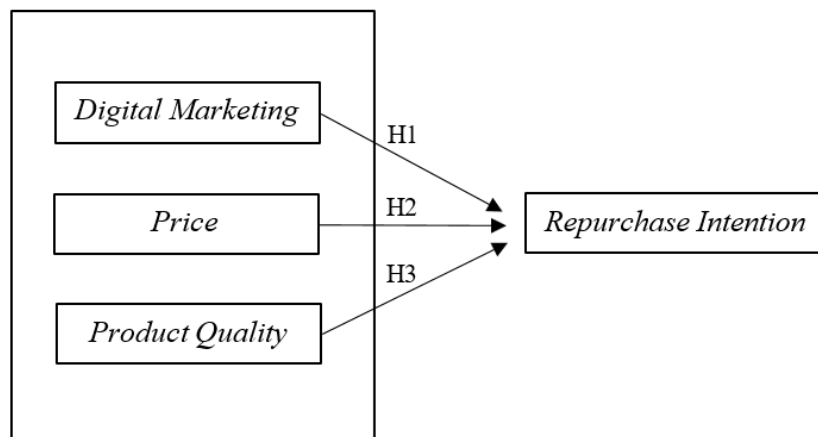 Digital Marketing
H1
Price
H2
Repurchase Intention
H3
Product Quality